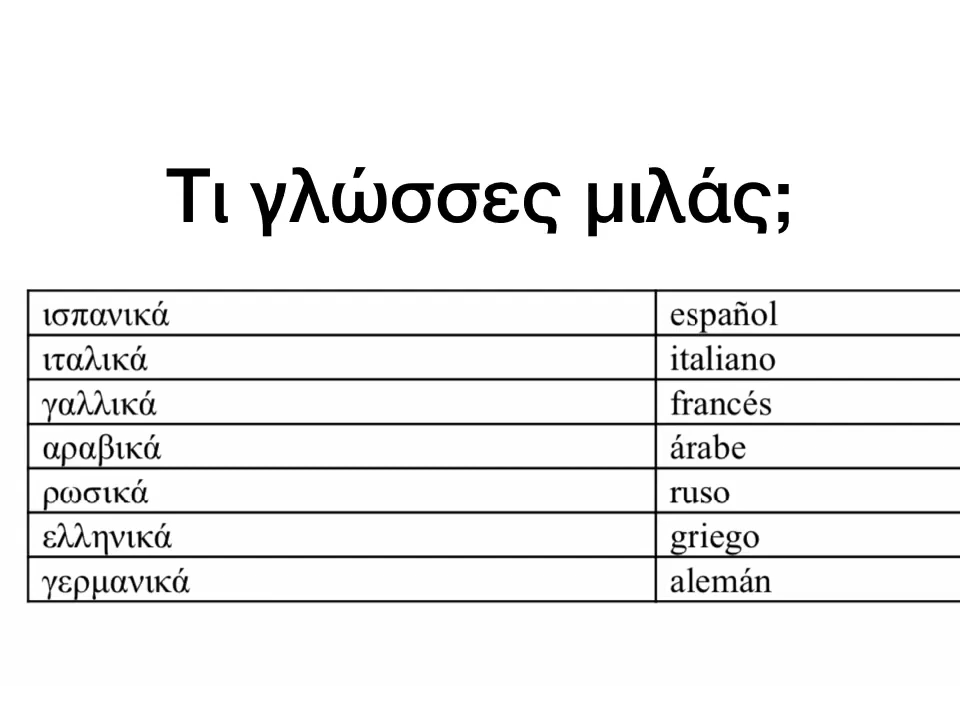 Τι γλώσσες μιλάς;
ισπανικά español
ιταλικά italiano
γαλλικά francés
αραβικά árabe
ρωσικά ruso
ελληνικά griego
γερμανικά alemán